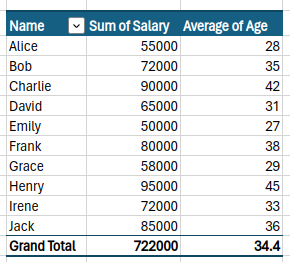 Name Sum of Salary Average of Age
Alice 55000 28
Bob 72000 35
Charlie 90000 42
David 65000 31
Emily 50000 27
Frank 80000 38
Grace 58000 29
Henry 95000 45
Irene 72000 33
Jack 85000 36
Grand Total 722000 34.4